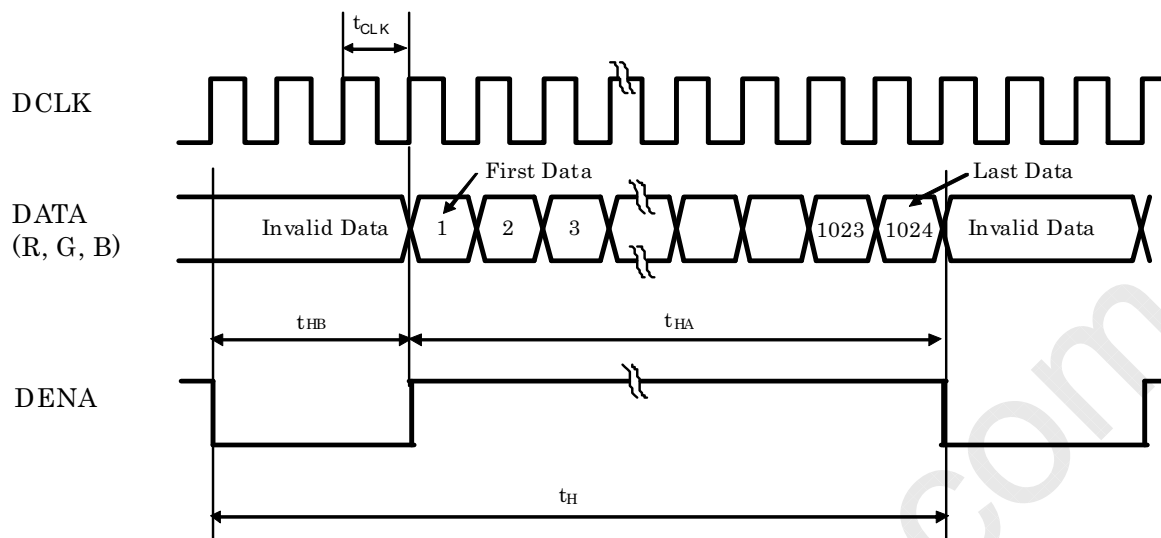 tCLK
DCLK
First Data
Last Data
DATA
(R, G, B)
Invalid Data
1
2
3
1023
1024
Invalid Data
tHB
tHA
DENA
tH
com